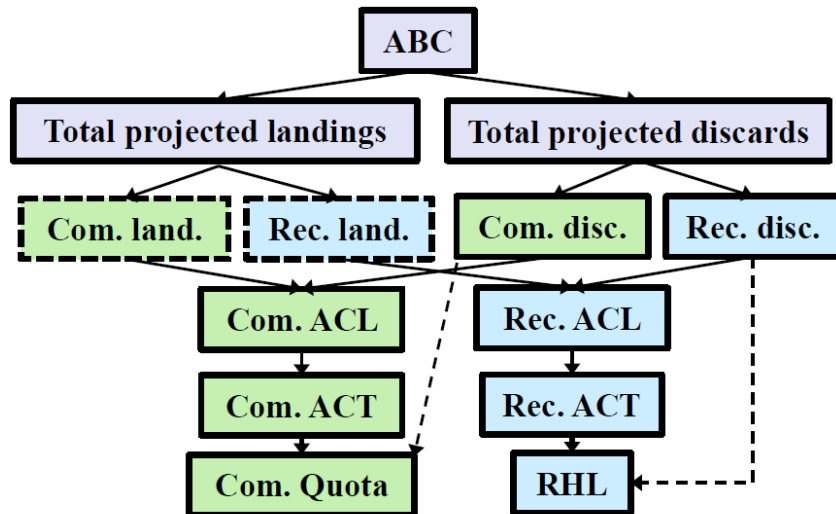 ABC
Total projected landings
Total projected discards
Com. land.
Rec. land.
Com. disc.
Rec. disc.
Com. ACL
Rec. ACL
Com. ACT
Rec. ACT
Com. Quota
RHL